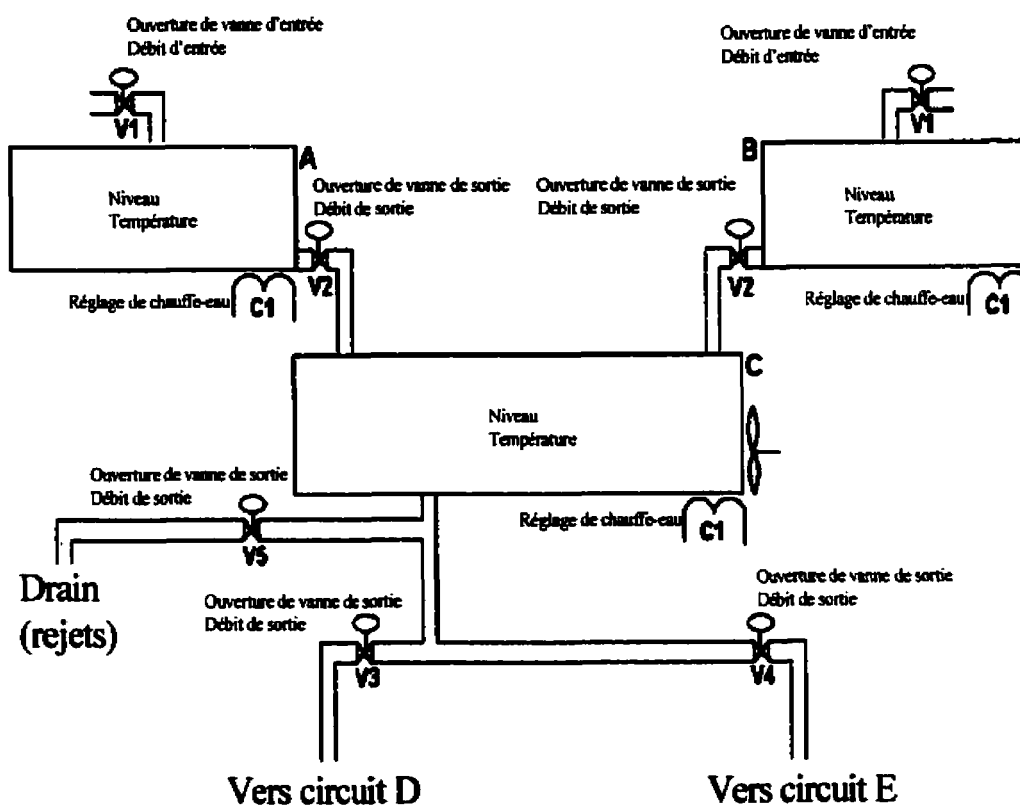 Ouverture de vanne d'entrée
Débit d'entrée
Ouverture de vanne d'entrée
Débit d'entrée
V1
V1
A
B
Niveau
Température
Ouverture de vanne de sortie
Débit de sortie
Ouverture de vanne de sortie
Débit de sortie
Niveau
Température
V2
V2
Réglage de chauffe-eau
C1
Réglage de chauffe-eau
C1
C
Niveau
Température
Ouverture de vanne de sortie
Débit de sortie
Réglage de chauffe-eau
C1
V5
Drain
(rejets)
Ouverture de vanne de sortie
Débit de sortie
Ouverture de vanne de sortie
Débit de sortie
V3
V4
Vers circuit D
Vers circuit E